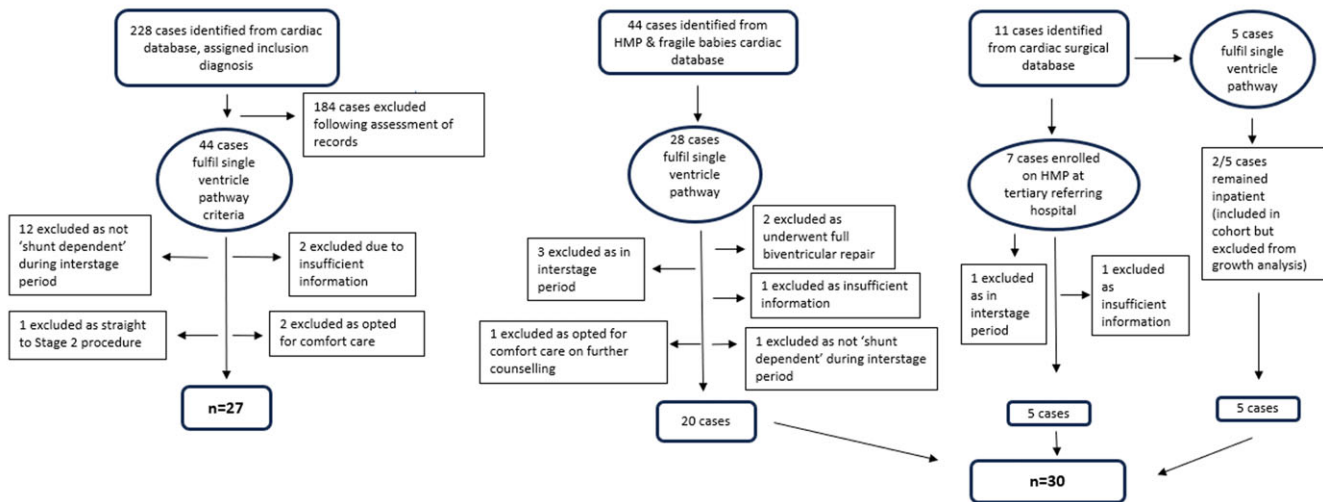 228 cases identified from cardiac
database, assigned inclusion
diagnosis
184 cases excluded
following assessment of
records
44 cases
fulfil single
ventricle
pathway
criteria
12 excluded as not
‘shunt dependent’
during interstage
period
2 excluded due to
insufficient
information
1 excluded as straight
to Stage 2 procedure
2 excluded as opted
for comfort care
n=27
44 cases identified from
HMP & fragile babies cardiac
database
28 cases
fulfil single
ventricle
pathway
2 excluded as
underwent full
biventricular repair
3 excluded as in
interstage
period
1 excluded as insufficient
information
1 excluded as opted for
comfort care on further
counselling
1 excluded as not ‘shunt
dependent’ during interstage
period
20 cases
11 cases identified
from cardiac surgical
database
5 cases
fulfil single
ventricle
pathway
7 cases enrolled
on HMP at
tertiary referring
hospital
2/5 cases
remained
inpatient
(included in
cohort but
excluded from
growth analysis)
1 excluded
as in
interstage
period
1 excluded
as
insufficient
information
5 cases
5 cases
n=30